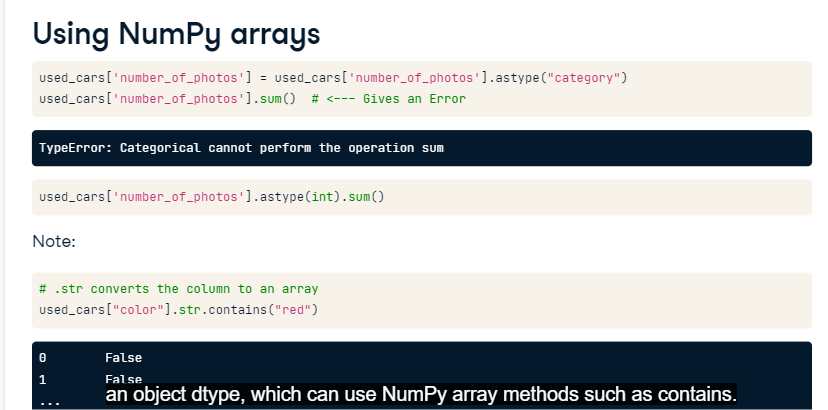 Using NumPy arrays
used_cars['number_of_photos'] = used_cars['number_of_photos'].astype("category")
used_cars['number_of_photos'].sum()  # <--- Gives an Error
TypeError: Categorical cannot perform the operation sum
used_cars['number_of_photos'].astype(int).sum()
Note:
# .str converts the column to an array
used_cars["color"].str.contains("red")
0        False
1        False
...
an object dtype, which can use NumPy array methods such as contains.